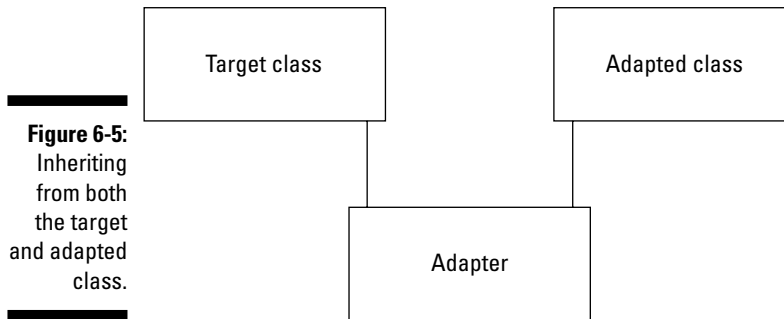 Target class
Adapted class
Figure 6-5:
Inheriting
from both
the target
and adapted
class.
Adapter